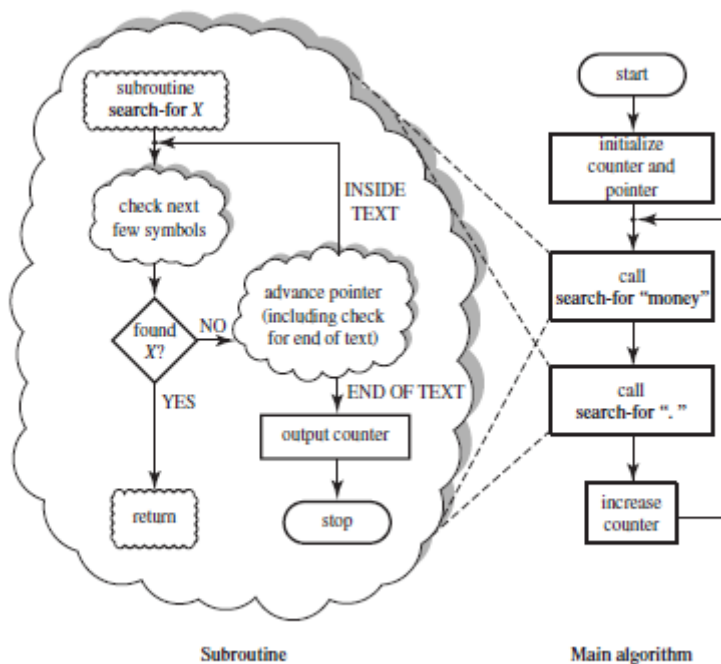 subroutine
search-for X
check next
few symbols
found
X?
NO
YES
return
INSIDE
TEXT
advance pointer
(including check
for end of text)
END OF TEXT
output counter
stop
Subroutine
start
initialize
counter and
pointer
call
search-for “money”
call
search-for “. ”
increase
counter
Main algorithm